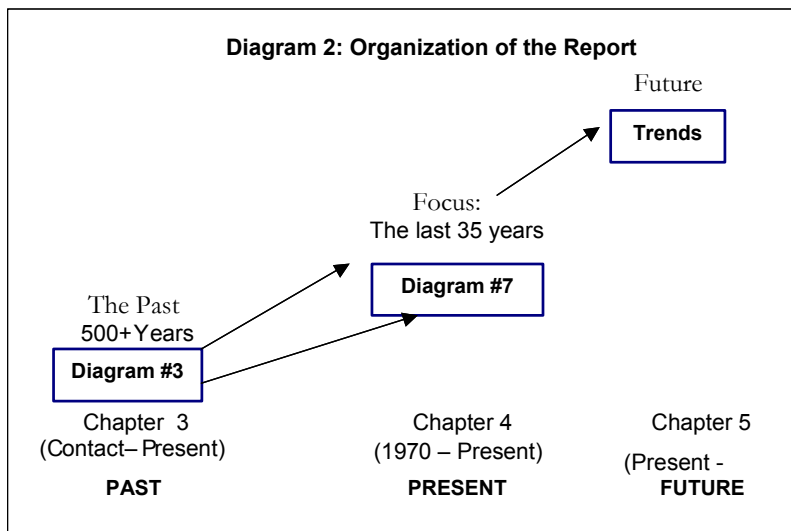 Diagram 2: Organization of the Report
Future
Trends
Focus:
The last 35 years
Diagram #7
The Past
500+Years
Diagram #3
Chapter 3
(Contact– Present)
PAST
Chapter 4
(1970 – Present)
PRESENT
Chapter 5
(Present -
FUTURE